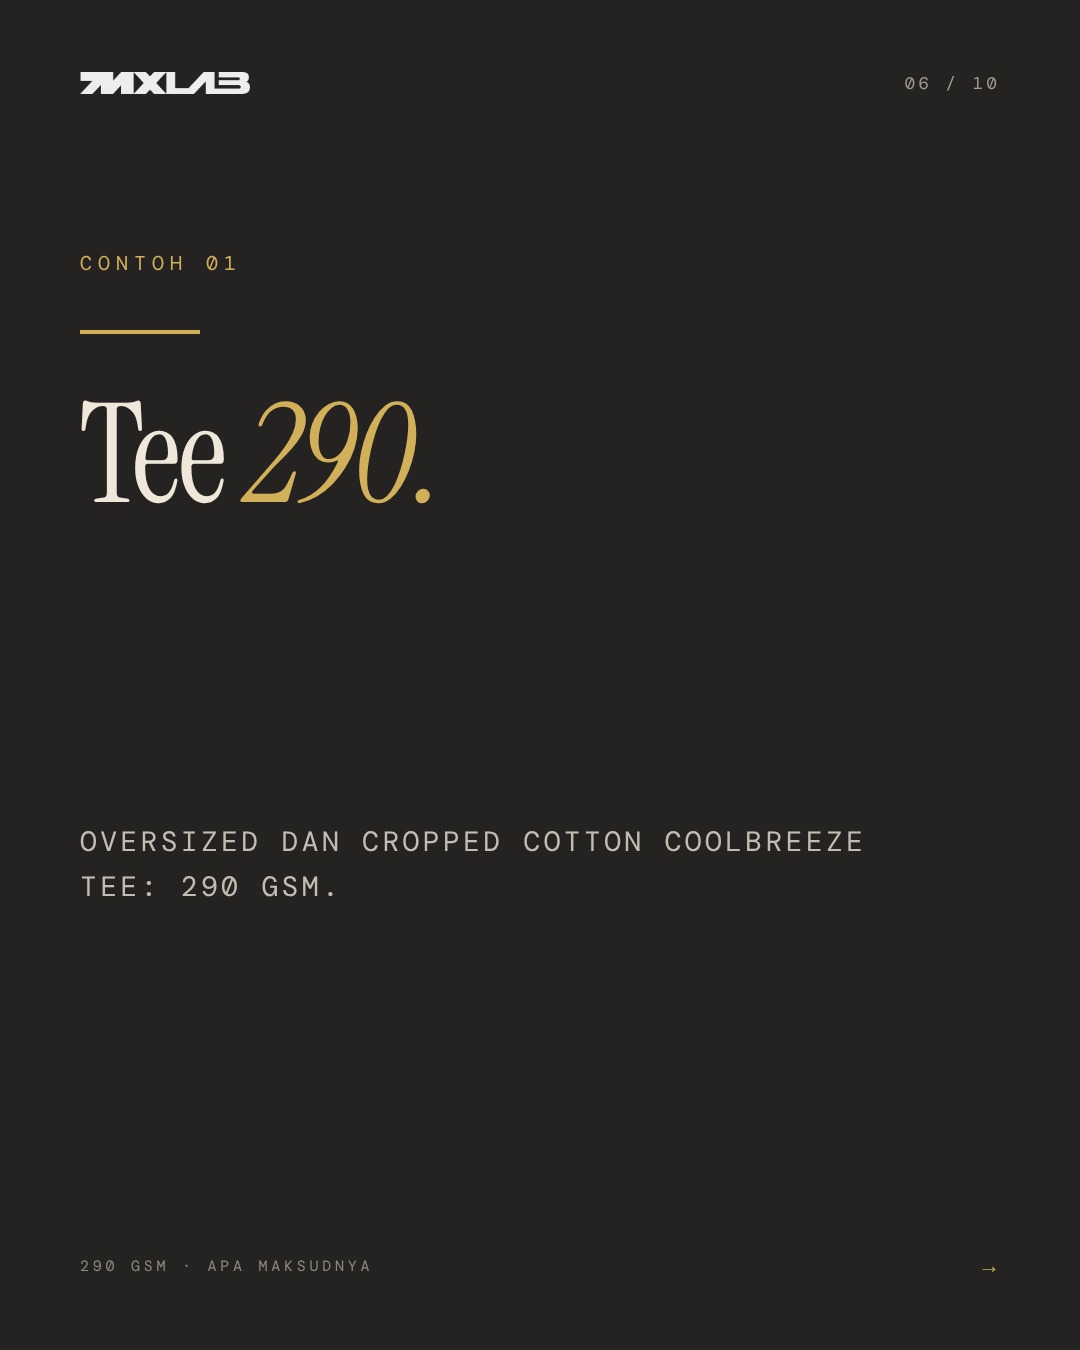 MXLAB
06 / 10
CONTOH 01
Tee 290.
OVERSIZED DAN CROPPED COTTON COOLBREEZE
TEE: 290 GSM.
290 GSM · APA MAKSUDNYA
→